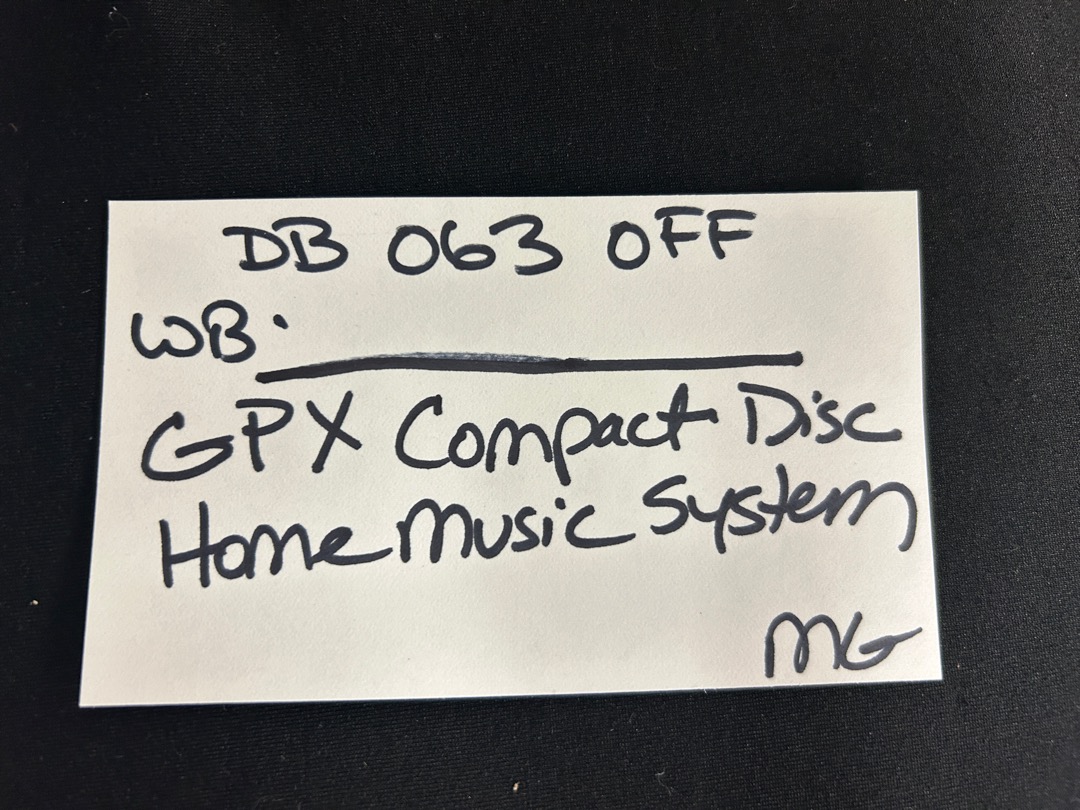 DB 063 OFF
WB.
GPX Compact Disc
Home Music System
MG